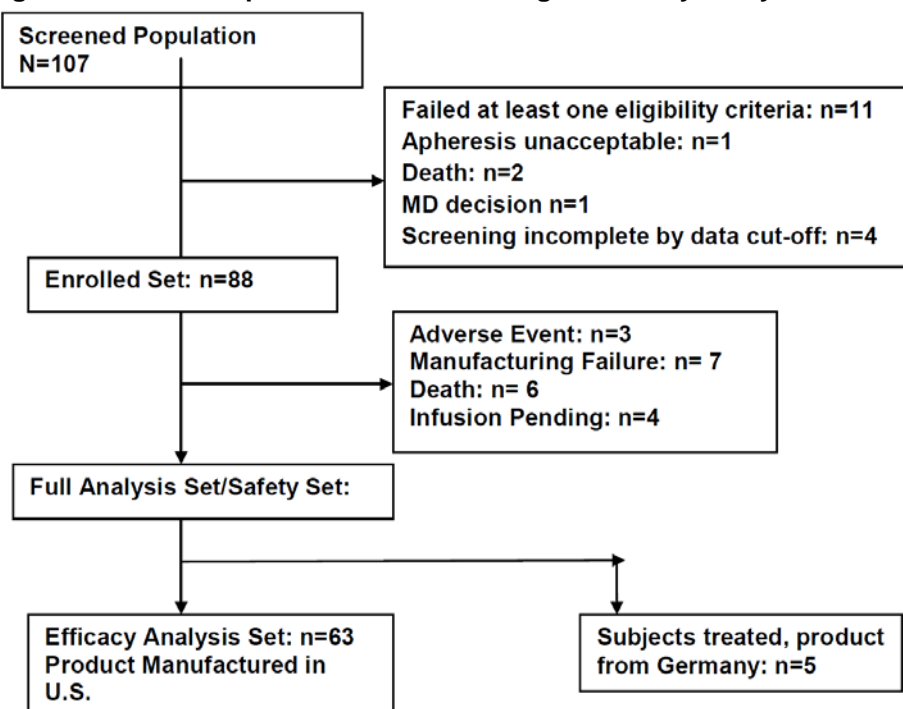 Screened Population
N=107
Failed at least one eligibility criteria: n=11
Apheresis unacceptable: n=1
Death: n=2
MD decision n=1
Screening incomplete by data cut-off: n=4
Enrolled Set: n=88
Adverse Event: n=3
Manufacturing Failure: n= 7
Death: n= 6
Infusion Pending: n=4
Full Analysis Set/Safety Set:
Efficacy Analysis Set: n=63
Product Manufactured in
U.S.
Subjects treated, product
from Germany: n=5